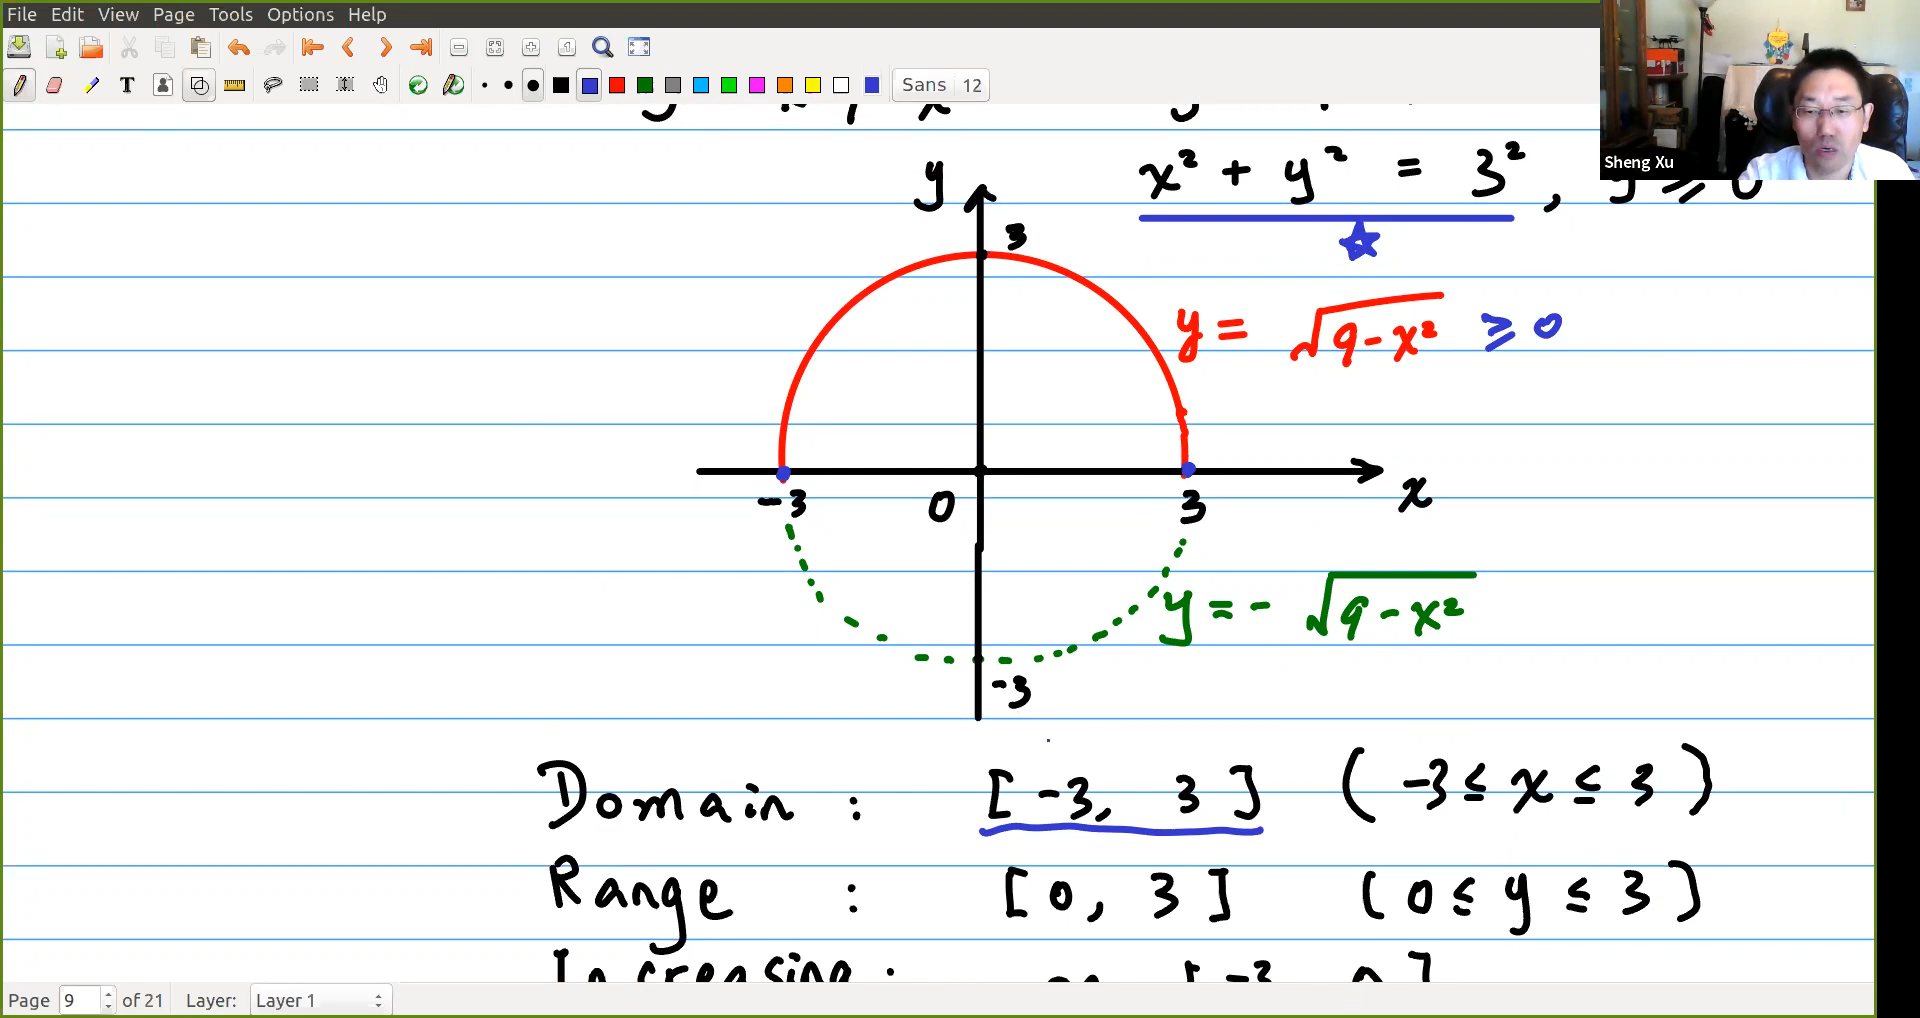 File Edit View Page Tools Options Help
Sans 12
Sheng Xu
y
x² + y² = 3² , y ≥ 0
3
y = √9-x² ≥ 0
-3 0 3 x
y = - √9-x²
-3
Domain : [ -3, 3 ] ( -3 ≤ x ≤ 3 )
Range : [ 0, 3 ] ( 0 ≤ y ≤ 3 )
Increasing:
Page 9 of 21 Layer: Layer 1